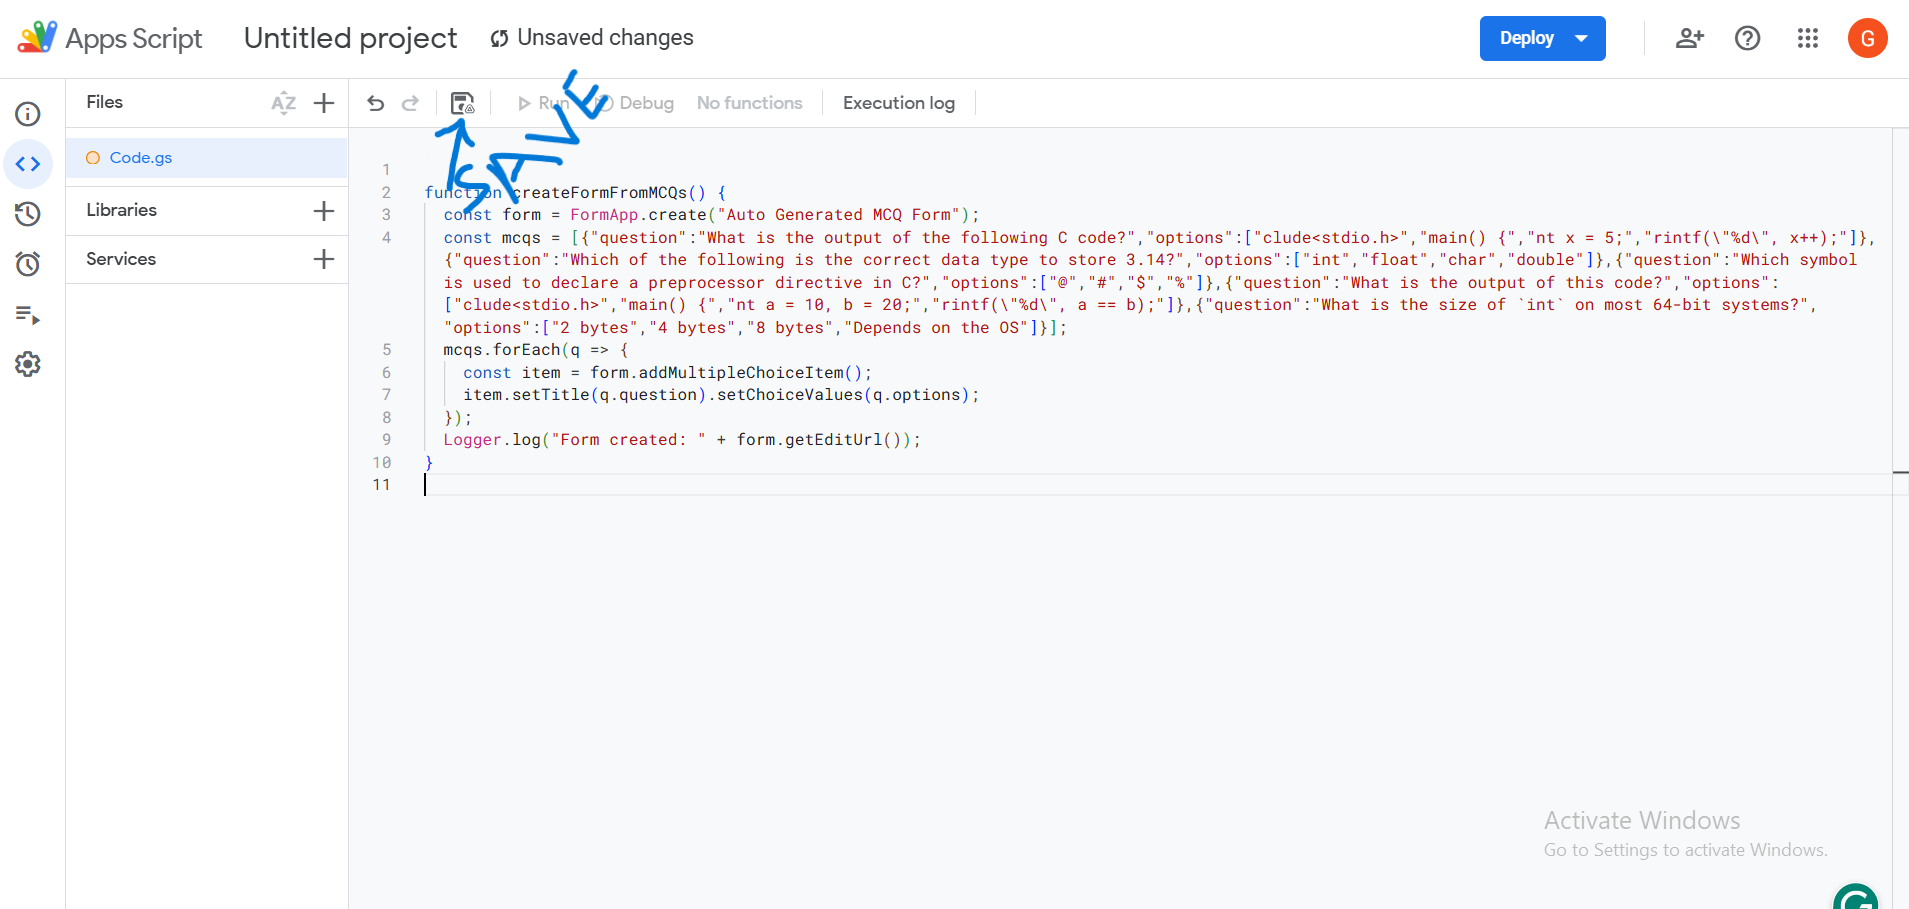 Apps Script Untitled project Unsaved changes Deploy G
Files AZ Run Debug No functions Execution log
SAVE
Code.gs
Libraries
Services
1
2 function createFormFromMCQs() {
3 const form = FormApp.create("Auto Generated MCQ Form");
4 const mcqs = [{"question":"What is the output of the following C code?","options":["clude<stdio.h>","main() {","nt x = 5;","rintf(\"%d\", x++);"]},
{"question":"Which of the following is the correct data type to store 3.14?","options":["int","float","char","double"]},{"question":"Which symbol
is used to declare a preprocessor directive in C?","options":["@","#","$","%"]},{"question":"What is the output of this code?","options":
["clude<stdio.h>","main() {","nt a = 10, b = 20;","rintf(\"%d\", a == b);"]},{"question":"What is the size of `int` on most 64-bit systems?",
"options":["2 bytes","4 bytes","8 bytes","Depends on the OS"]}];
5 mcqs.forEach(q => {
6 const item = form.addMultipleChoiceItem();
7 item.setTitle(q.question).setChoiceValues(q.options);
8 });
9 Logger.log("Form created: " + form.getEditUrl());
10 }
11
Activate Windows
Go to Settings to activate Windows.